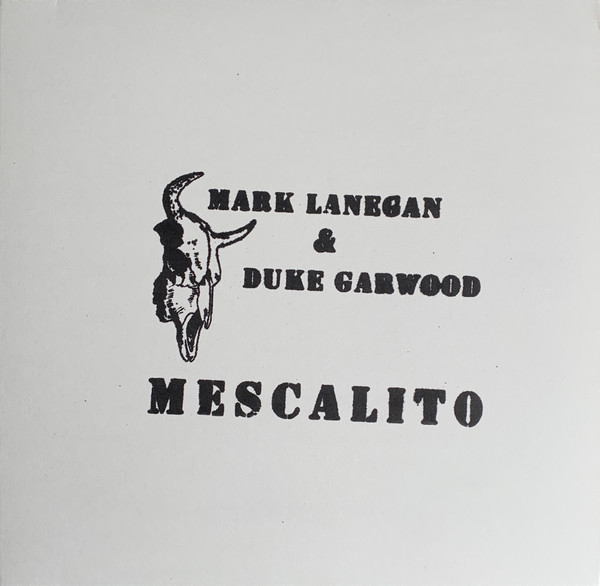 MARK LANEGAN
&
DUKE GARWOOD
MESCALITO